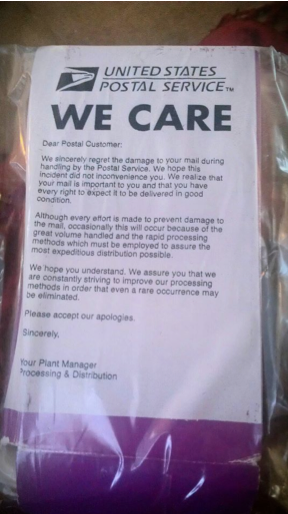 UNITED STATES
POSTAL SERVICE TM
WE CARE
Dear Postal Customer:
We sincerely regret the damage to your mail during
handling by the Postal Service. We hope this
incident did not inconvenience you. We realize that
your mail is important to you and that you have
every right to expect it to be delivered in good
condition.
Although every effort is made to prevent damage to
the mail, occasionally this will occur because of the
great volume handled and the rapid processing
methods which must be employed to assure the
most expeditious distribution possible.
We hope you understand. We assure you that we
are constantly striving to improve our processing
methods in order that even a rare occurrence may
be eliminated.
Please accept our apologies.
Sincerely,
Your Plant Manager
Processing & Distribution